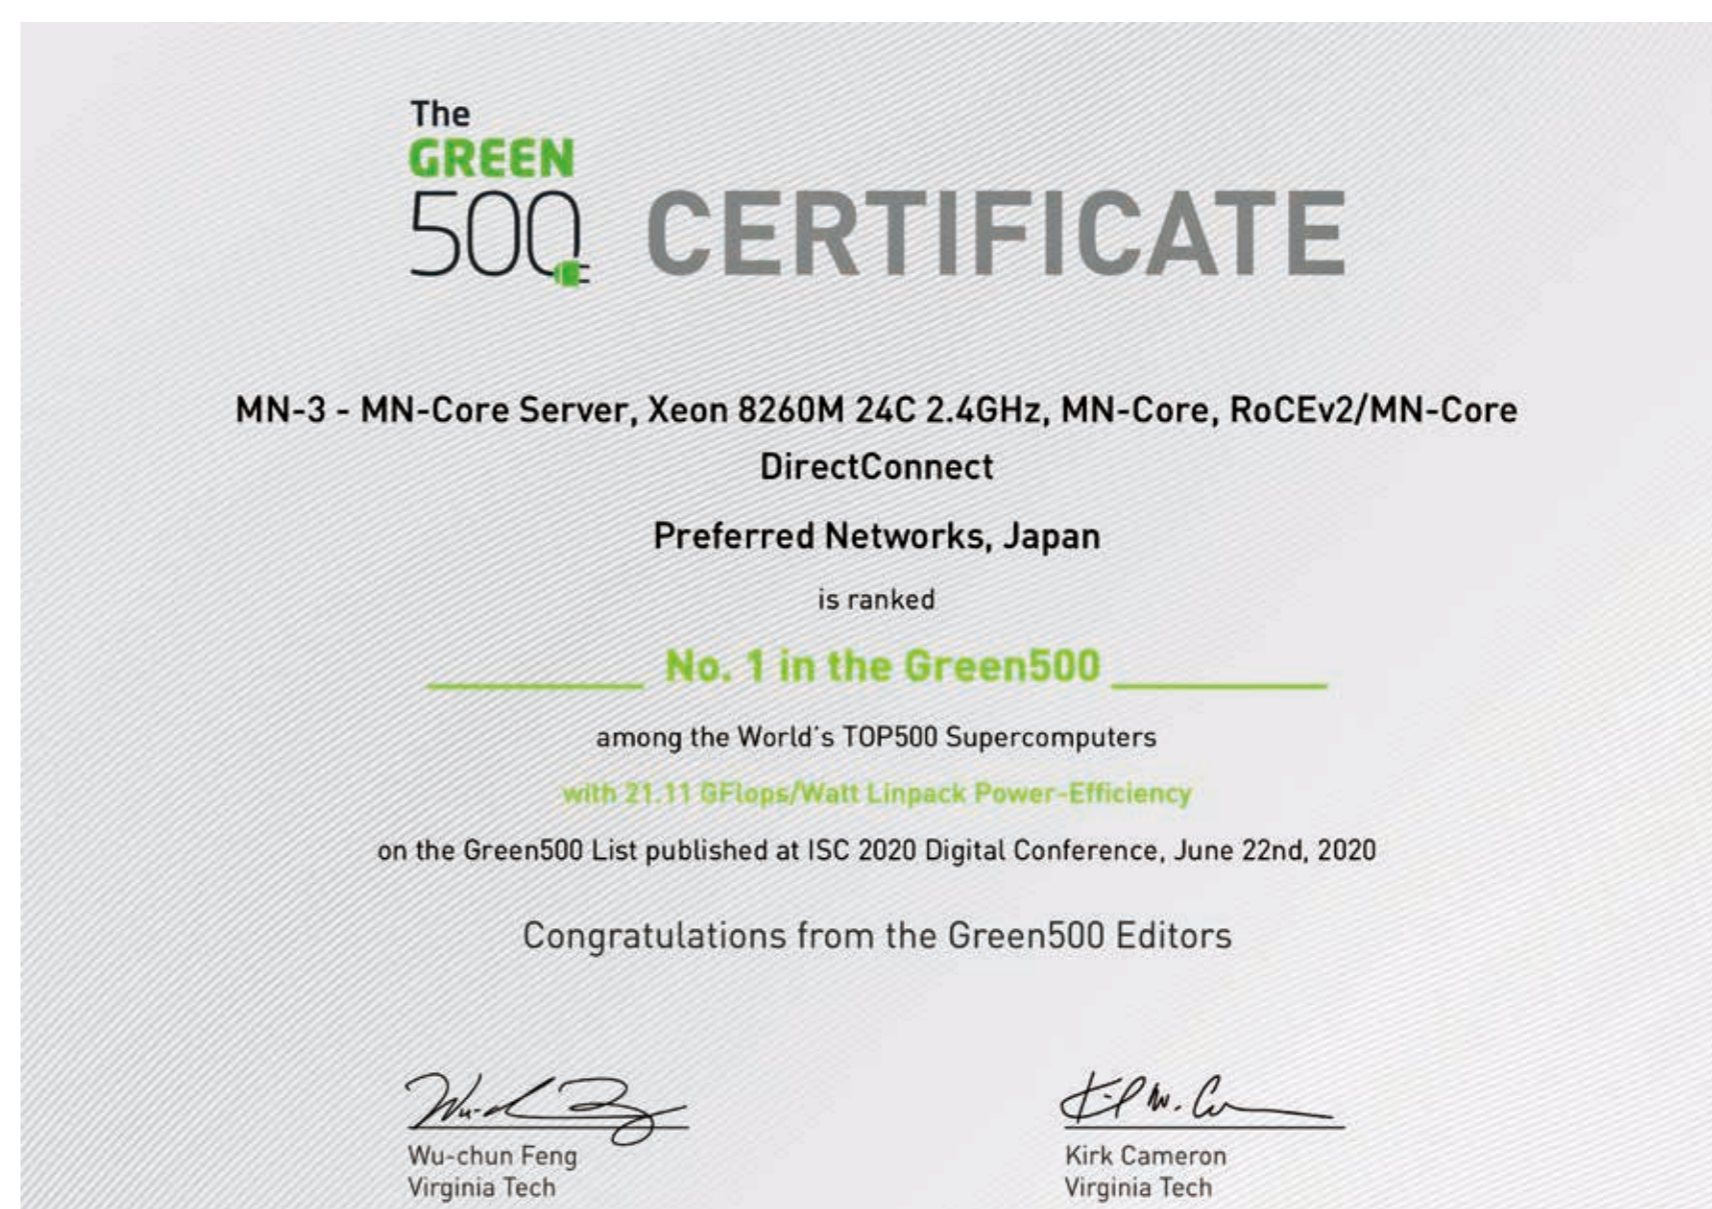 The
GREEN
500 CERTIFICATE
MN-3 - MN-Core Server, Xeon 8260M 24C 2.4GHz, MN-Core, RoCEv2/MN-Core
DirectConnect
Preferred Networks, Japan
is ranked
No. 1 in the Green500
among the World's TOP500 Supercomputers
with 21.11 GFlops/Watt Linpack Power-Efficiency
on the Green500 List published at ISC 2020 Digital Conference, June 22nd, 2020
Congratulations from the Green500 Editors
Wu-chun Feng
Virginia Tech
Kirk Cameron
Virginia Tech